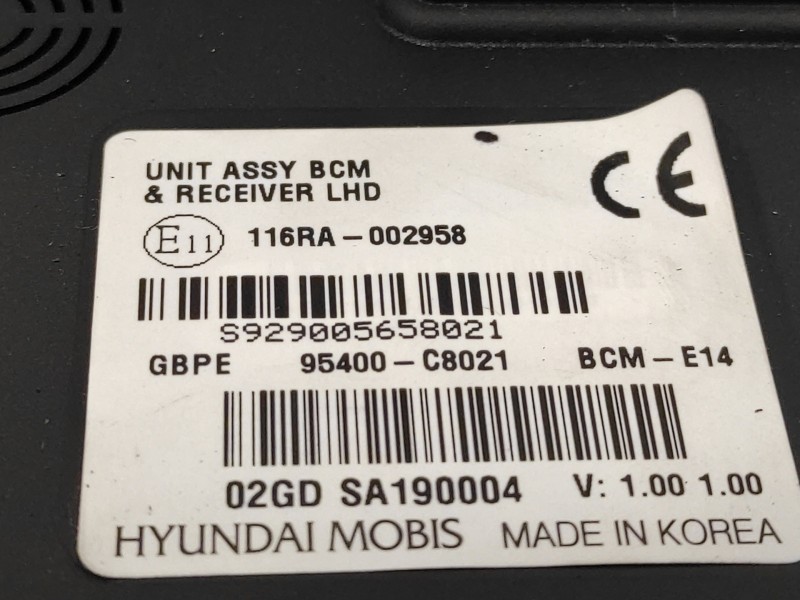 UNIT ASSY BCM
& RECEIVER LHD
CE
E11 116RA-002958
S929005658021
GBPE 95400-C8021 BCM-E14
02GD SA190004 V: 1.00 1.00
HYUNDAI MOBIS MADE IN KOREA